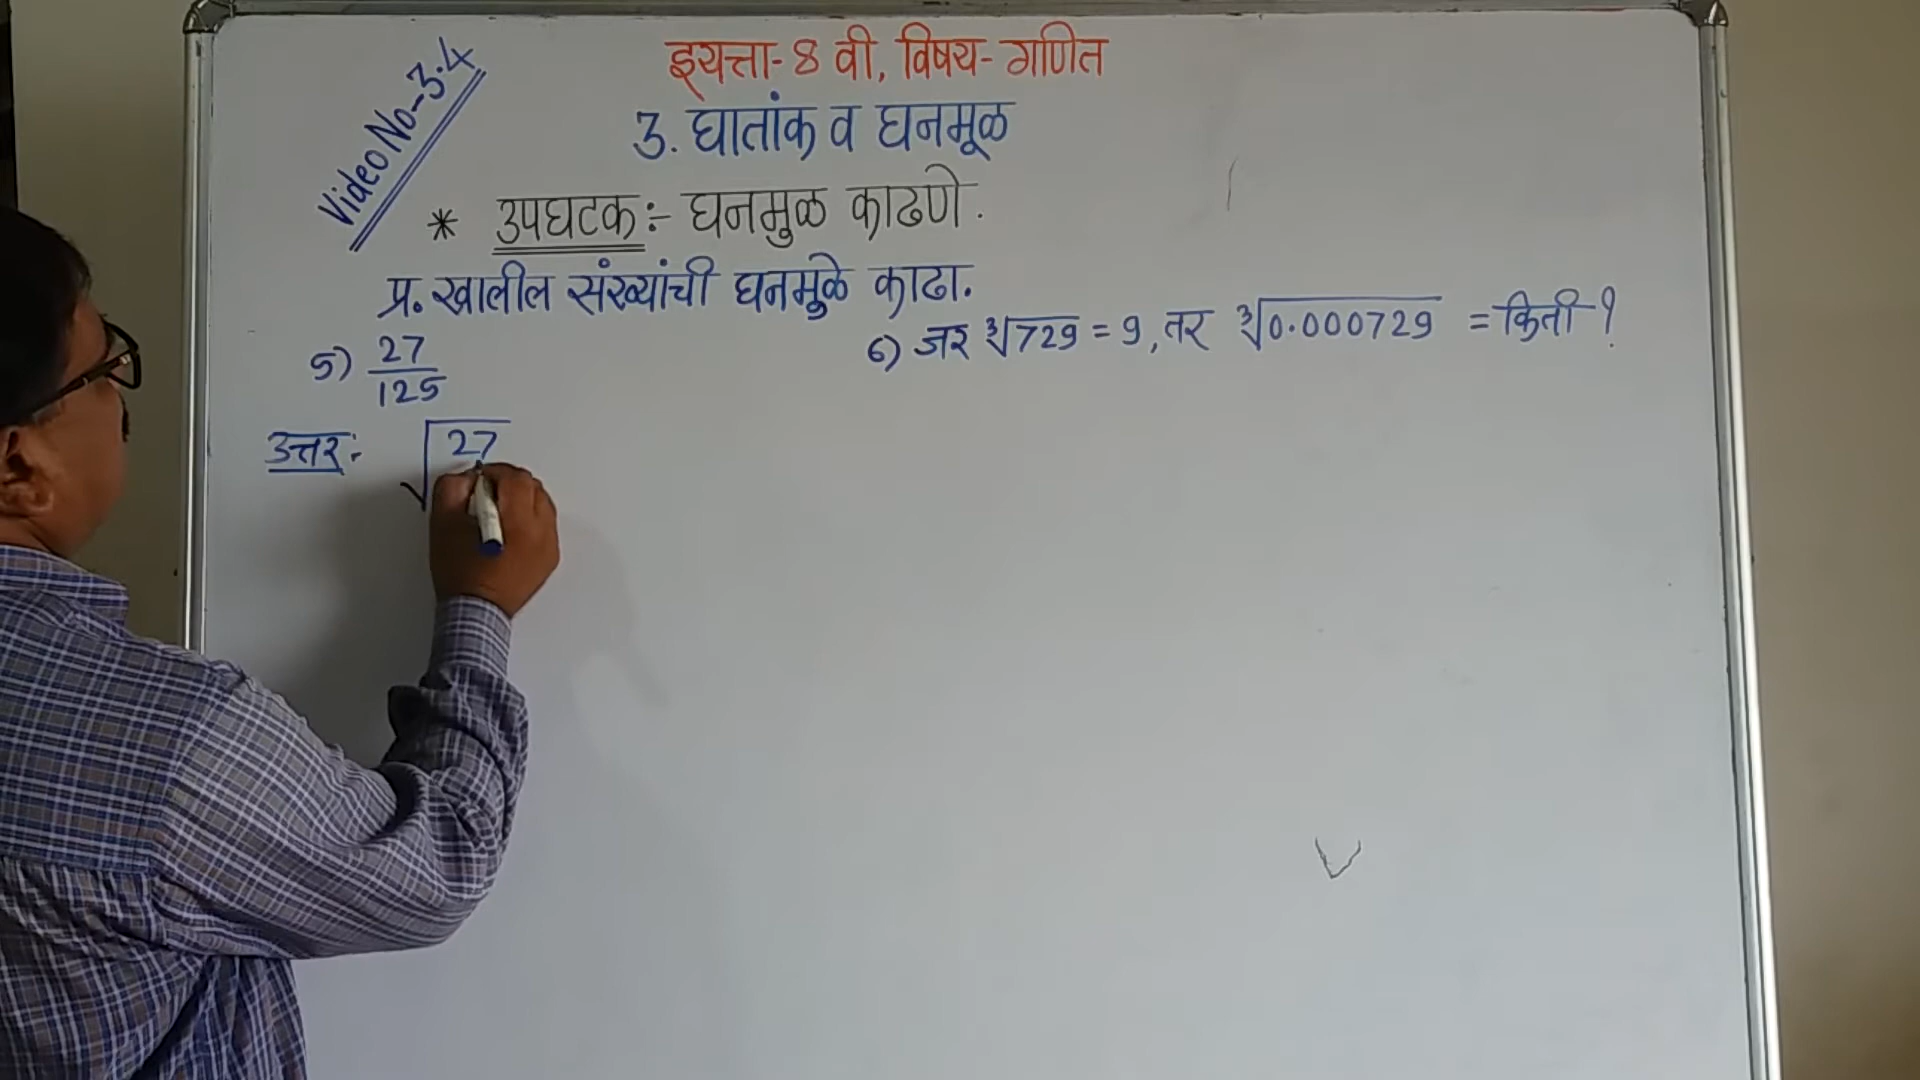 Video No-3.4
इयत्ता- 8 वी, विषय- गणित
3. घातांक व घनमूळ
* उपघटक :- घनमुळ काढणे.
प्र. खालील संख्यांची घनमुळे काढा.
5) 27/125
6) जर ∛729 = 9, तर ∛0.000729 = किती ?
उत्तर:- √27